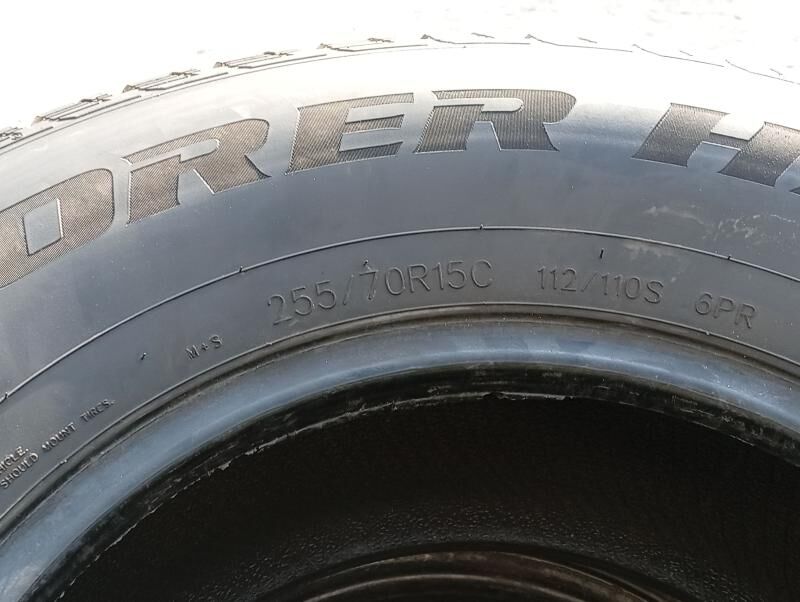 ORER H
M+S 255/70R15C 112/110S 6PR
SHOULD MOUNT TIRES.